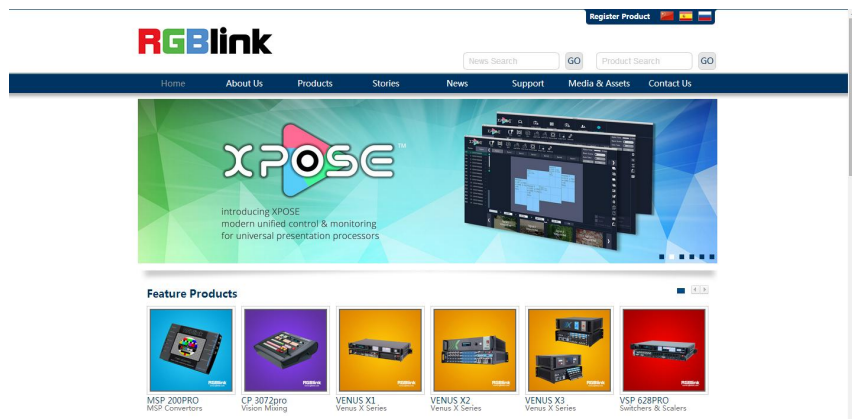 Register Product
RGBlink
News Search
GO
Product Search
GO
Home
About Us
Products
Stories
News
Support
Media & Assets
Contact Us
XPOSE™
introducing XPOSE
modern unified control & monitoring
for universal presentation processors
Feature Products
MSP 200PRO
MSP Convertors
CP 3072pro
Vision Mixing
VENUS X1
Venus X Series
VENUS X2
Venus X Series
VENUS X3
Venus X Series
VSP 628PRO
Switchers & Scalers